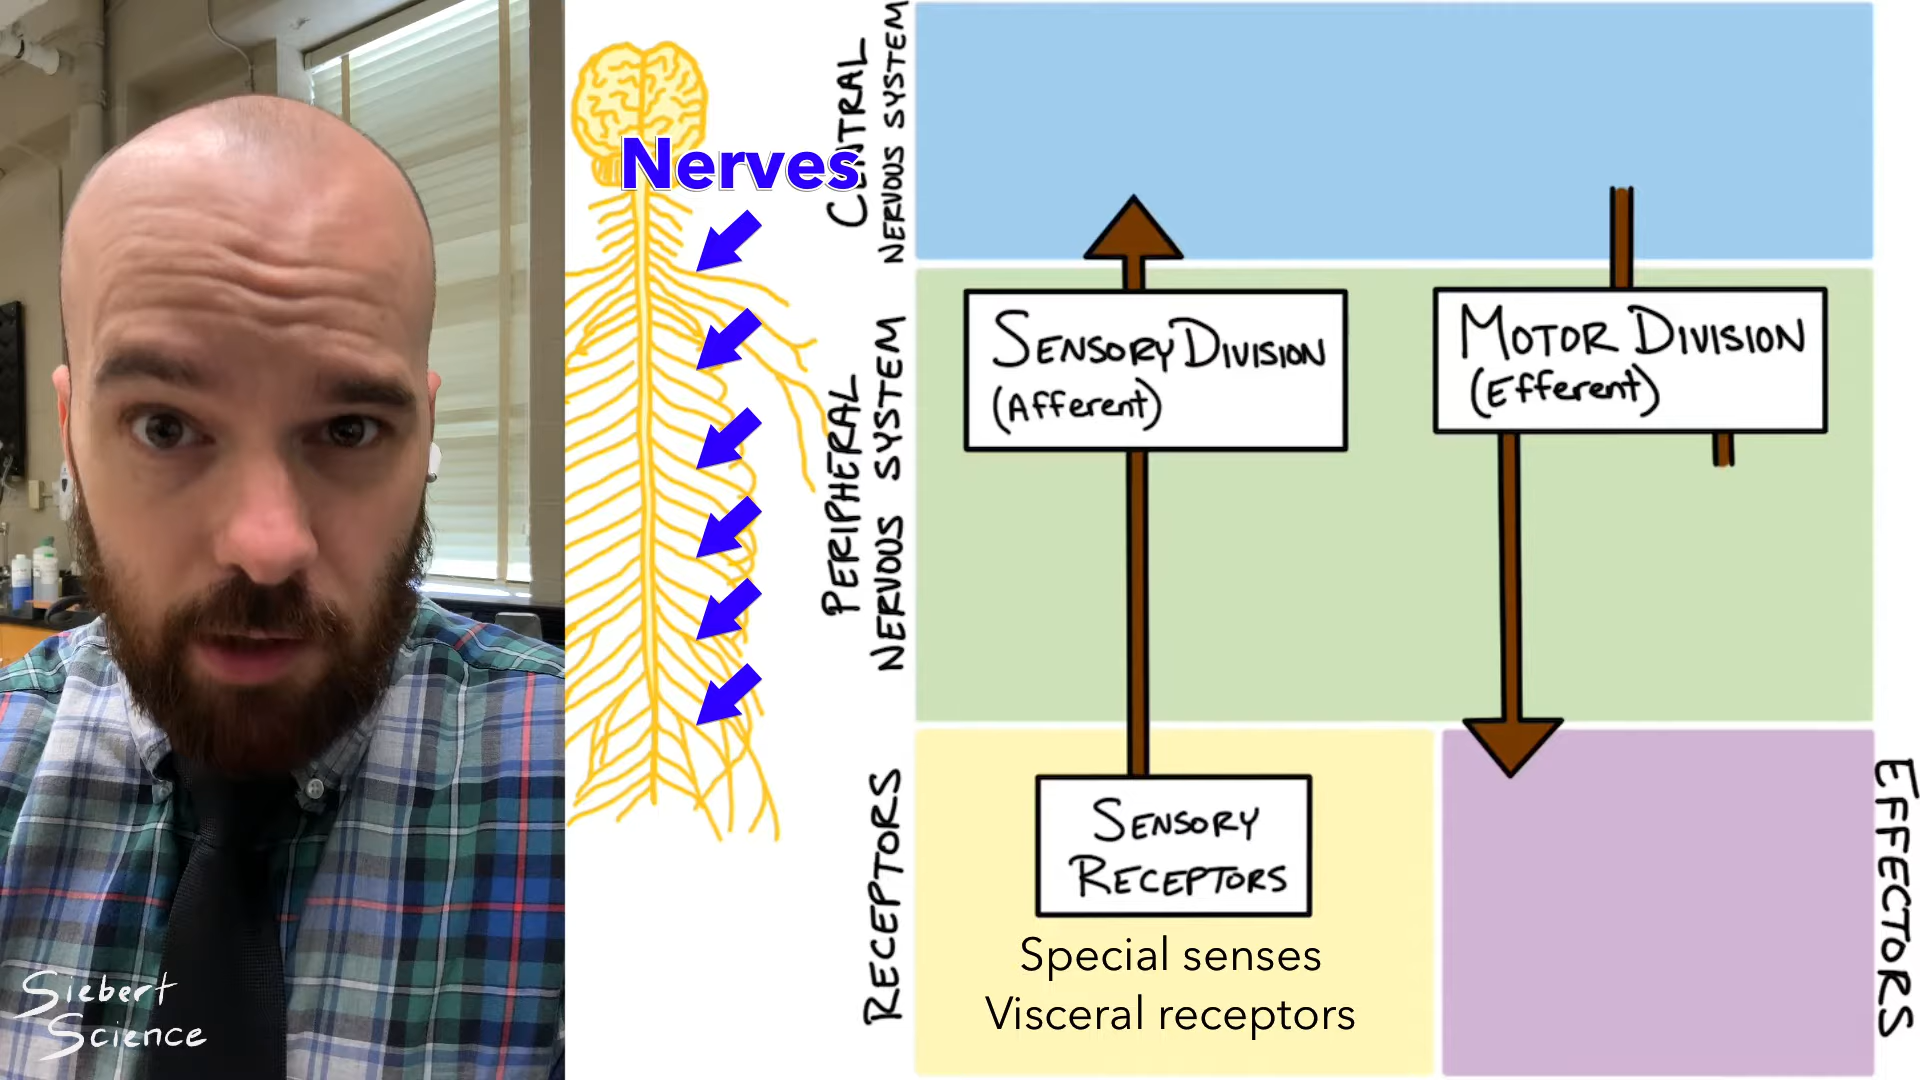 Nerves
CENTRAL
NERVOUS SYSTEM
PERIPHERAL
NERVOUS SYSTEM
SENSORY DIVISION
(Afferent)
MOTOR DIVISION
(Efferent)
RECEPTORS
SENSORY
RECEPTORS
Special senses
Visceral receptors
EFFECTORS
Siebert
Science